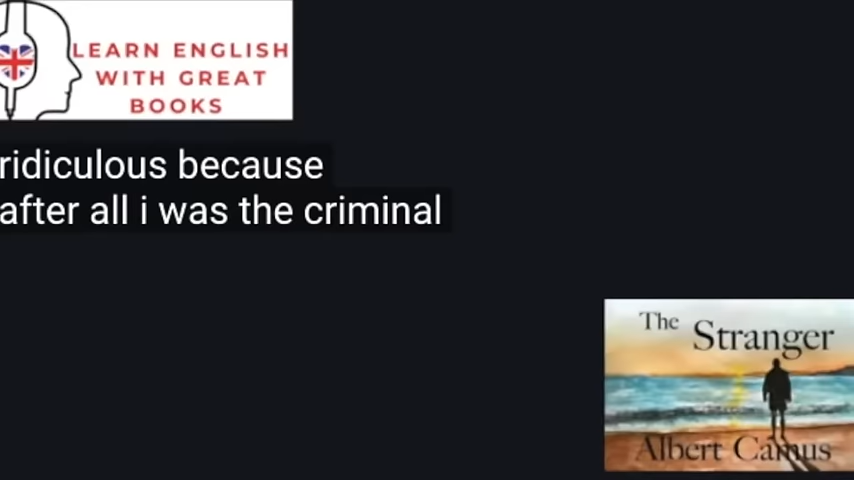 LEARN ENGLISH
WITH GREAT
BOOKS
ridiculous because
after all i was the criminal
The Stranger
Albert Camus